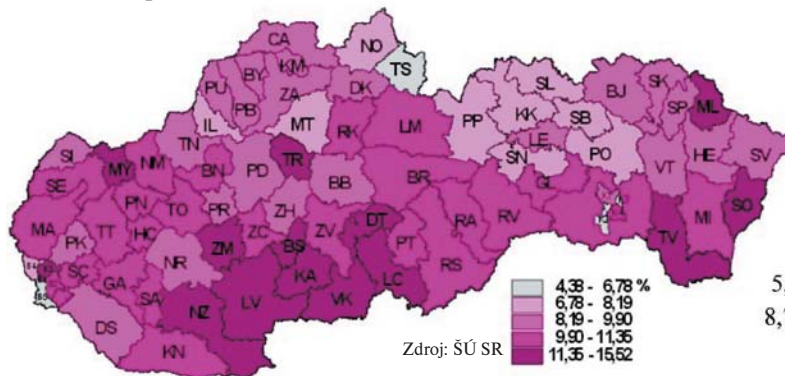 CA
NO
TS
KM
BY
PU
PB
ZA
DK
IL
MT
RK
LM
PP
KK
SL
SB
LE
SN
PO
BJ
SK
SP
ML
HE
SV
VT
SI
MY
NM
TN
BN
PD
TR
BB
BR
GL
SE
PN
TO
PR
ZH
MA
PK
TT
HC
ZM
ZC
BS
ZV
DT
PT
RA
RV
RS
MI
SO
TV
SC
GA
NR
SA
NZ
LV
KA
VK
LC
DS
KN
4,38 - 6,78 %
6,78 - 8,19
8,19 - 9,90
9,90 - 11,35
11,35 - 15,52
Zdroj: ŠÚ SR
5,
8,